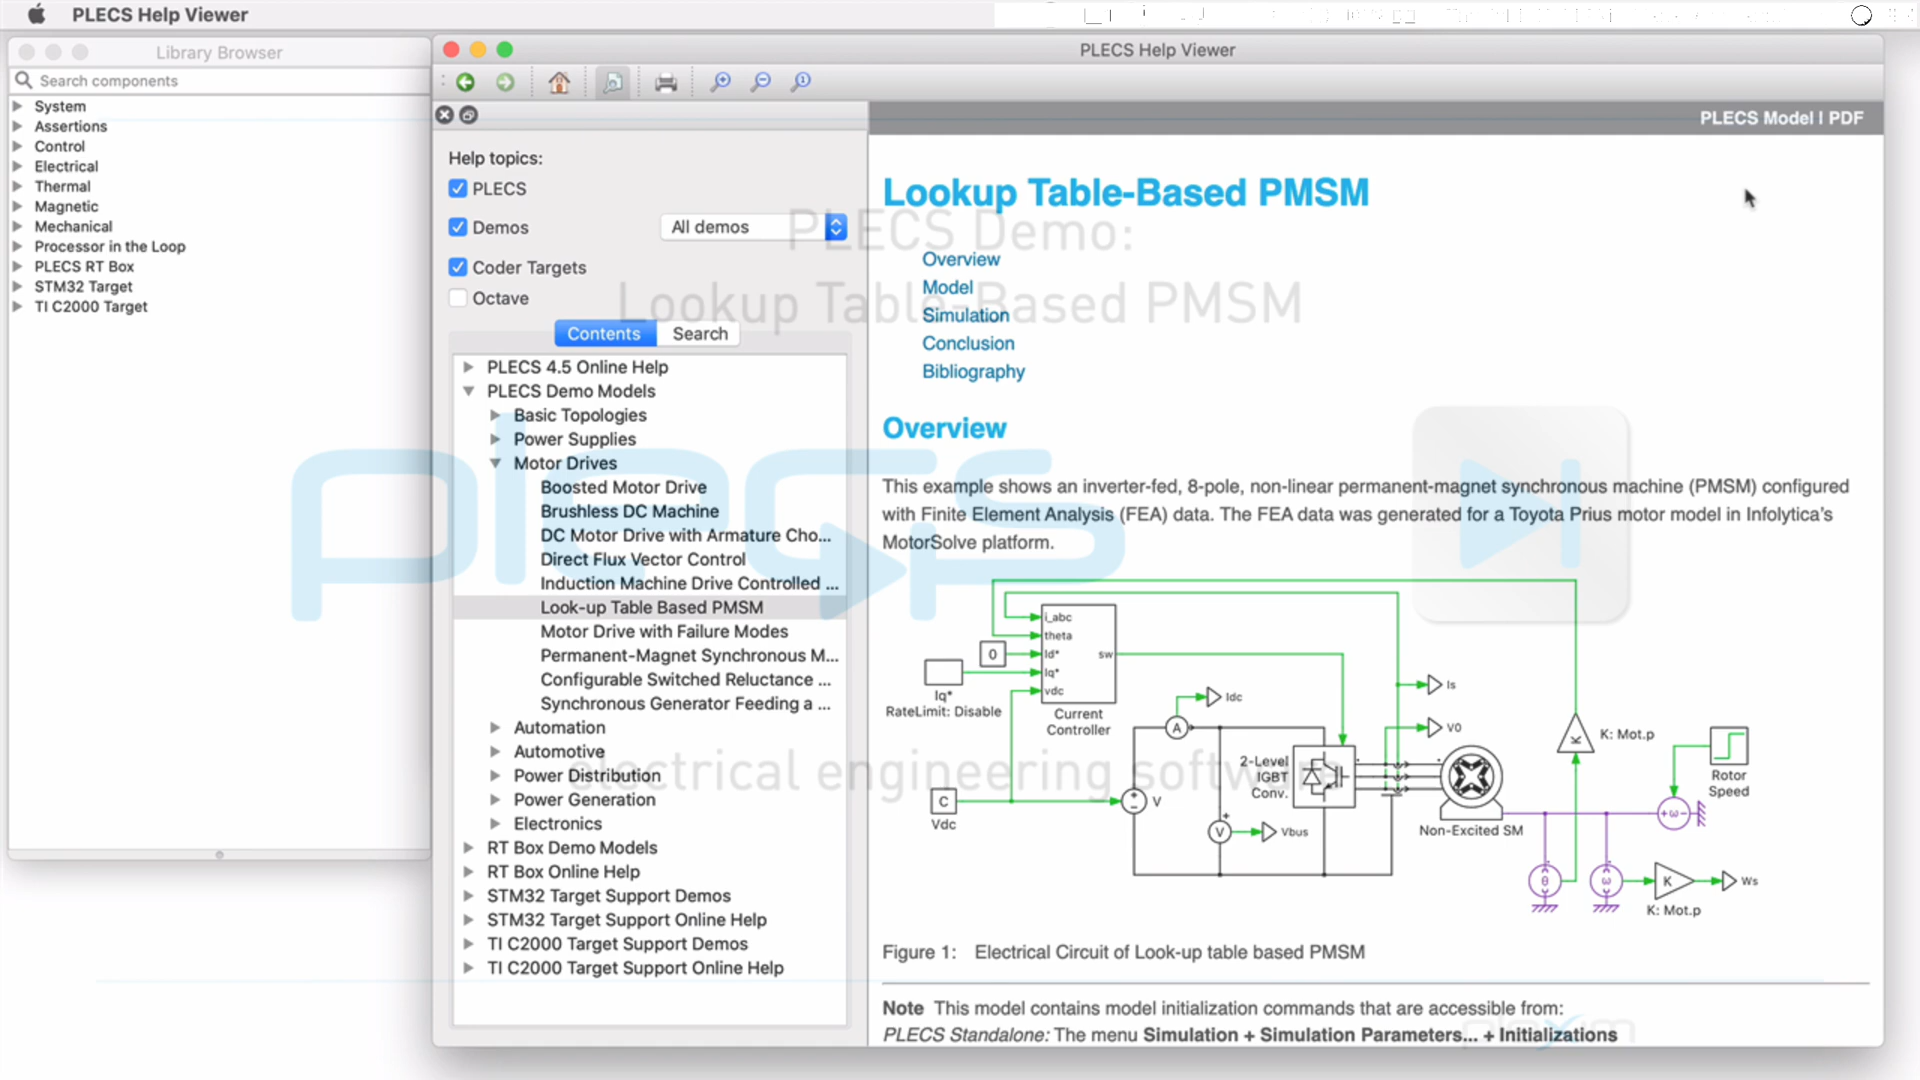 PLECS Help Viewer
Library Browser
Search components
System
Assertions
Control
Electrical
Thermal
Magnetic
Mechanical
Processor in the Loop
PLECS RT Box
STM32 Target
TI C2000 Target
PLECS Help Viewer
Help topics:
PLECS
Demos
All demos
Coder Targets
Octave
Contents
Search
PLECS 4.5 Online Help
PLECS Demo Models
Basic Topologies
Power Supplies
Motor Drives
Boosted Motor Drive
Brushless DC Machine
DC Motor Drive with Armature Cho...
Direct Flux Vector Control
Induction Machine Drive Controlled ...
Look-up Table Based PMSM
Motor Drive with Failure Modes
Permanent-Magnet Synchronous M...
Configurable Switched Reluctance ...
Synchronous Generator Feeding a ...
Automation
Automotive
Power Distribution
Power Generation
Electronics
RT Box Demo Models
RT Box Online Help
STM32 Target Support Demos
STM32 Target Support Online Help
TI C2000 Target Support Demos
TI C2000 Target Support Online Help
PLECS Model | PDF
Lookup Table-Based PMSM
PLECS Demo:
Lookup Table-Based PMSM
Overview
Model
Simulation
Conclusion
Bibliography
Overview
plecs
This example shows an inverter-fed, 8-pole, non-linear permanent-magnet synchronous machine (PMSM) configured
with Finite Element Analysis (FEA) data. The FEA data was generated for a Toyota Prius motor model in Infolytica's
MotorSolve platform.
i_abc
theta
0
Id*
sw
Iq*
vdc
Iq*
RateLimit: Disable
Current
Controller
Idc
A
Is
V0
K
K: Mot.p
Rotor
Speed
2-Level
IGBT
Conv.
electrical engineering software
C
Vdc
V
V
Vbus
Non-Excited SM
+ω-
θ
ω
K
Ws
K: Mot.p
Figure 1: Electrical Circuit of Look-up table based PMSM
Note This model contains model initialization commands that are accessible from:
PLECS Standalone: The menu Simulation + Simulation Parameters... + Initializations
plexim